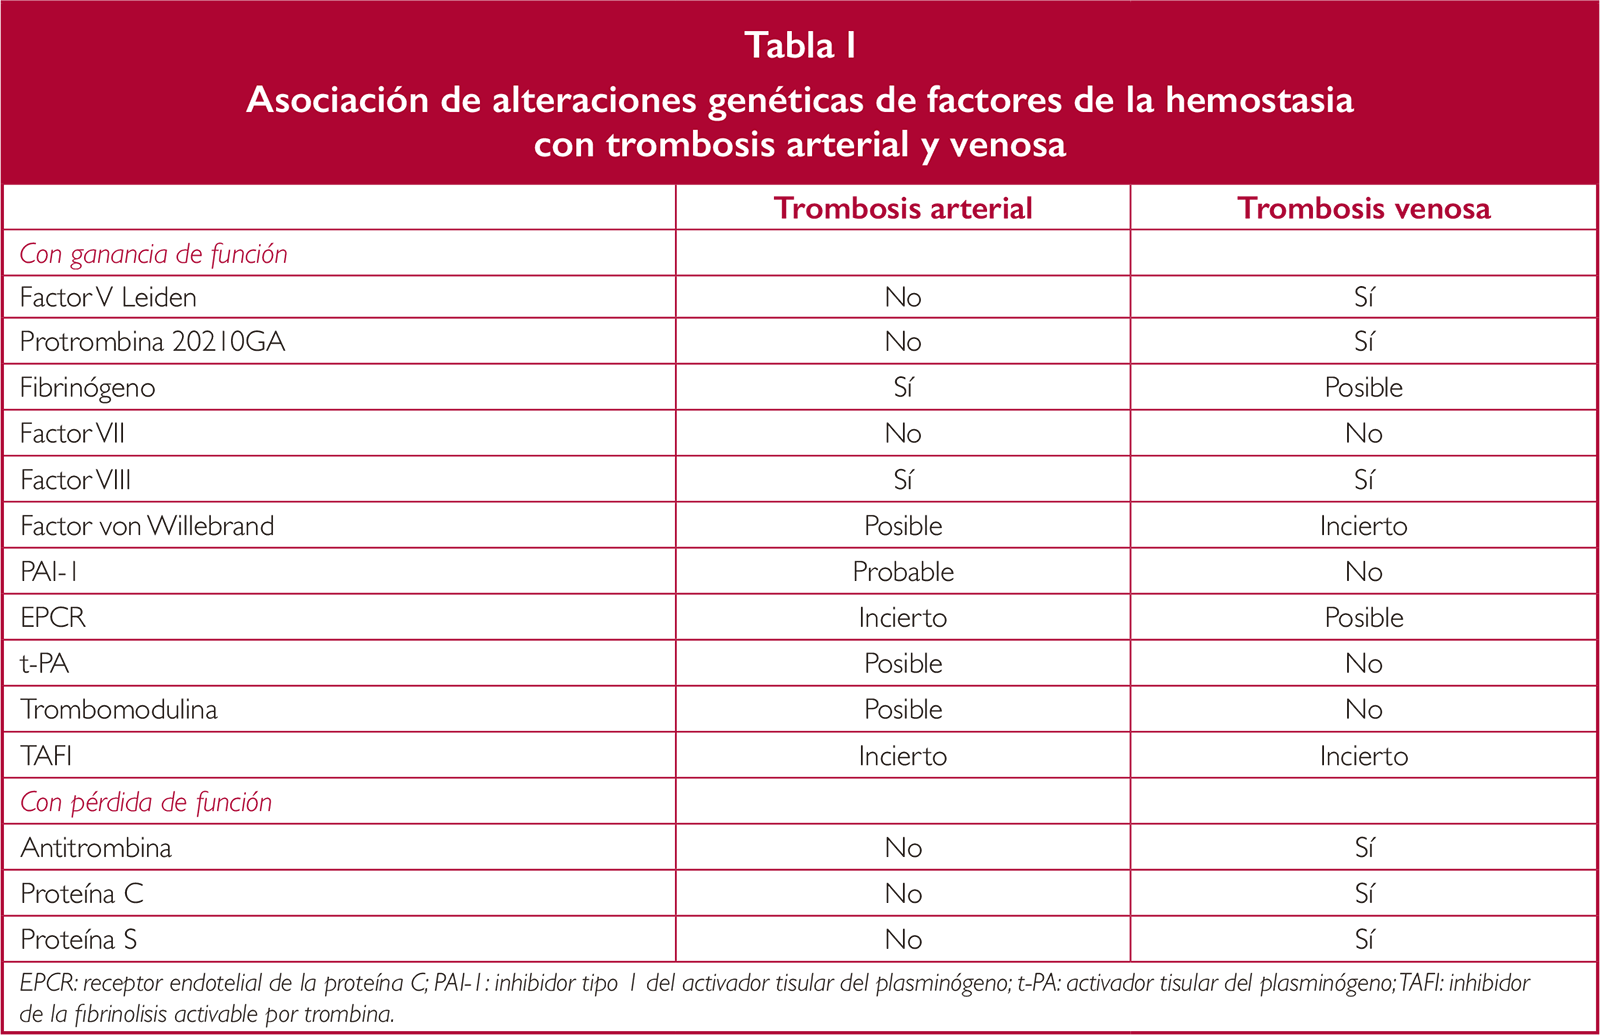 Tabla I
Asociación de alteraciones genéticas de factores de la hemostasia
con trombosis arterial y venosa
Trombosis arterial Trombosis venosa
Con ganancia de función
Factor V Leiden No Sí
Protrombina 20210GA No Sí
Fibrinógeno Sí Posible
Factor VII No No
Factor VIII Sí Sí
Factor von Willebrand Posible Incierto
PAI-1 Probable No
EPCR Incierto Posible
t-PA Posible No
Trombomodulina Posible No
TAFI Incierto Incierto
Con pérdida de función
Antitrombina No Sí
Proteína C No Sí
Proteína S No Sí
EPCR: receptor endotelial de la proteína C; PAI-1: inhibidor tipo 1 del activador tisular del plasminógeno; t-PA: activador tisular del plasminógeno; TAFI: inhibidor
de la fibrinolisis activable por trombina.